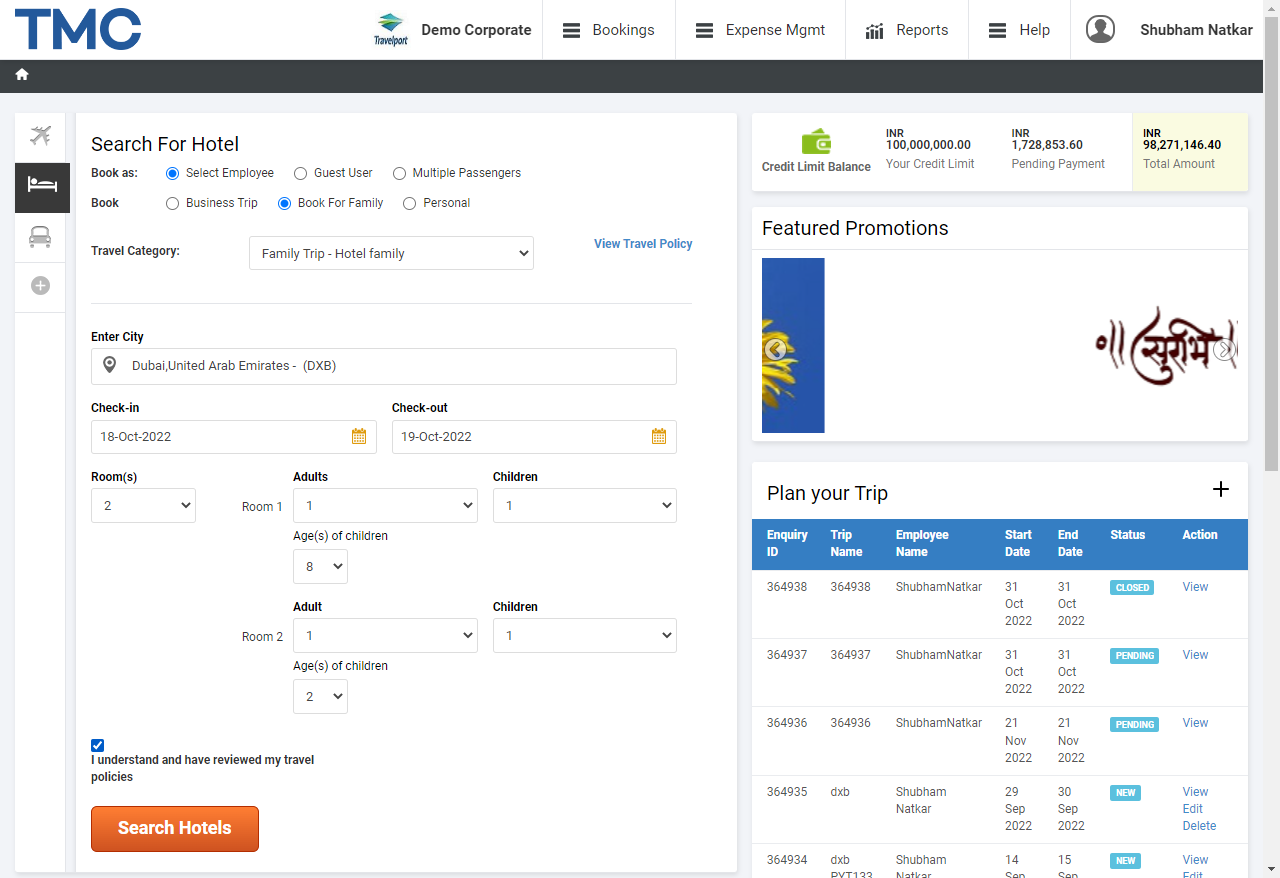 TMC
Travelport
Demo Corporate
Bookings
Expense Mgmt
Reports
Help
Shubham Natkar
Search For Hotel
Book as:
Select Employee
Guest User
Multiple Passengers
Book
Business Trip
Book For Family
Personal
Travel Category:
Family Trip - Hotel family
View Travel Policy
Enter City
Dubai,United Arab Emirates - (DXB)
Check-in
Check-out
18-Oct-2022
19-Oct-2022
Room(s)
Adults
Children
2
Room 1
1
1
Age(s) of children
8
Adult
Children
Room 2
1
1
Age(s) of children
2
I understand and have reviewed my travel
policies
Search Hotels
Credit Limit Balance
INR
100,000,000.00
Your Credit Limit
INR
1,728,853.60
Pending Payment
INR
98,271,146.40
Total Amount
Featured Promotions
॥ सुरभि
Plan your Trip
Enquiry ID Trip Name Employee Name Start Date End Date Status Action
364938 364938 ShubhamNatkar 31 Oct 2022 31 Oct 2022 CLOSED View
364937 364937 ShubhamNatkar 31 Oct 2022 31 Oct 2022 PENDING View
364936 364936 ShubhamNatkar 21 Nov 2022 21 Nov 2022 PENDING View
364935 dxb Shubham Natkar 29 Sep 2022 30 Sep 2022 NEW View Edit Delete
364934 dxb PYT133 Shubham Natkar 14 Sep 15 Sep NEW View Edit